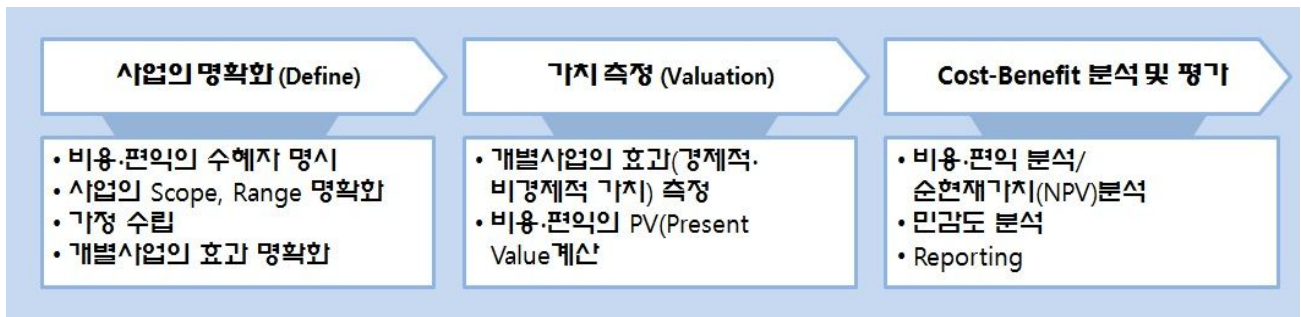 사업의 명확화 (Define)
• 비용·편익의 수혜자 명시
• 사업의 Scope, Range 명확화
• 가정 수립
• 개별사업의 효과 명확화
가치 측정 (Valuation)
• 개별사업의 효과(경제적·
비경제적 가치) 측정
• 비용·편익의 PV(Present
Value계산
Cost-Benefit 분석 및 평가
• 비용·편익 분석/
순현재가치(NPV)분석
• 민감도 분석
• Reporting